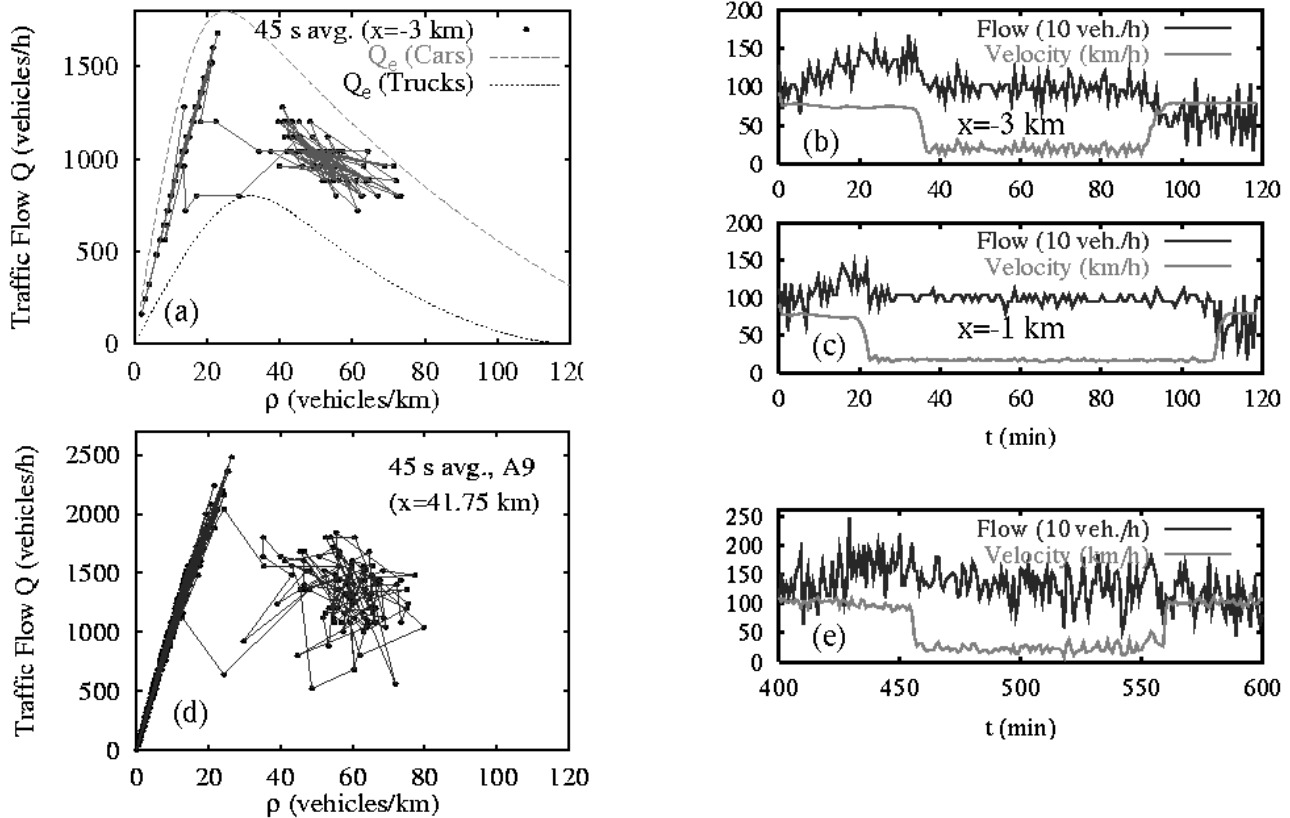 45 s avg. (x=-3 km)
Qe (Cars)
Qe (Trucks)
Traffic Flow Q (vehicles/h)
1500
1000
500
0
(a)
0 20 40 60 80 100 120
ρ (vehicles/km)
200
150
100
50
0
Flow (10 veh./h)
Velocity (km/h)
x=-3 km
(b)
0 20 40 60 80 100 120
200
150
100
50
0
Flow (10 veh./h)
Velocity (km/h)
x=-1 km
(c)
0 20 40 60 80 100 120
t (min)
Traffic Flow Q (vehicles/h)
2500
2000
1500
1000
500
0
45 s avg., A9
(x=41.75 km)
(d)
0 20 40 60 80 100 120
ρ (vehicles/km)
250
200
150
100
50
0
Flow (10 veh./h)
Velocity (km/h)
(e)
400 450 500 550 600
t (min)